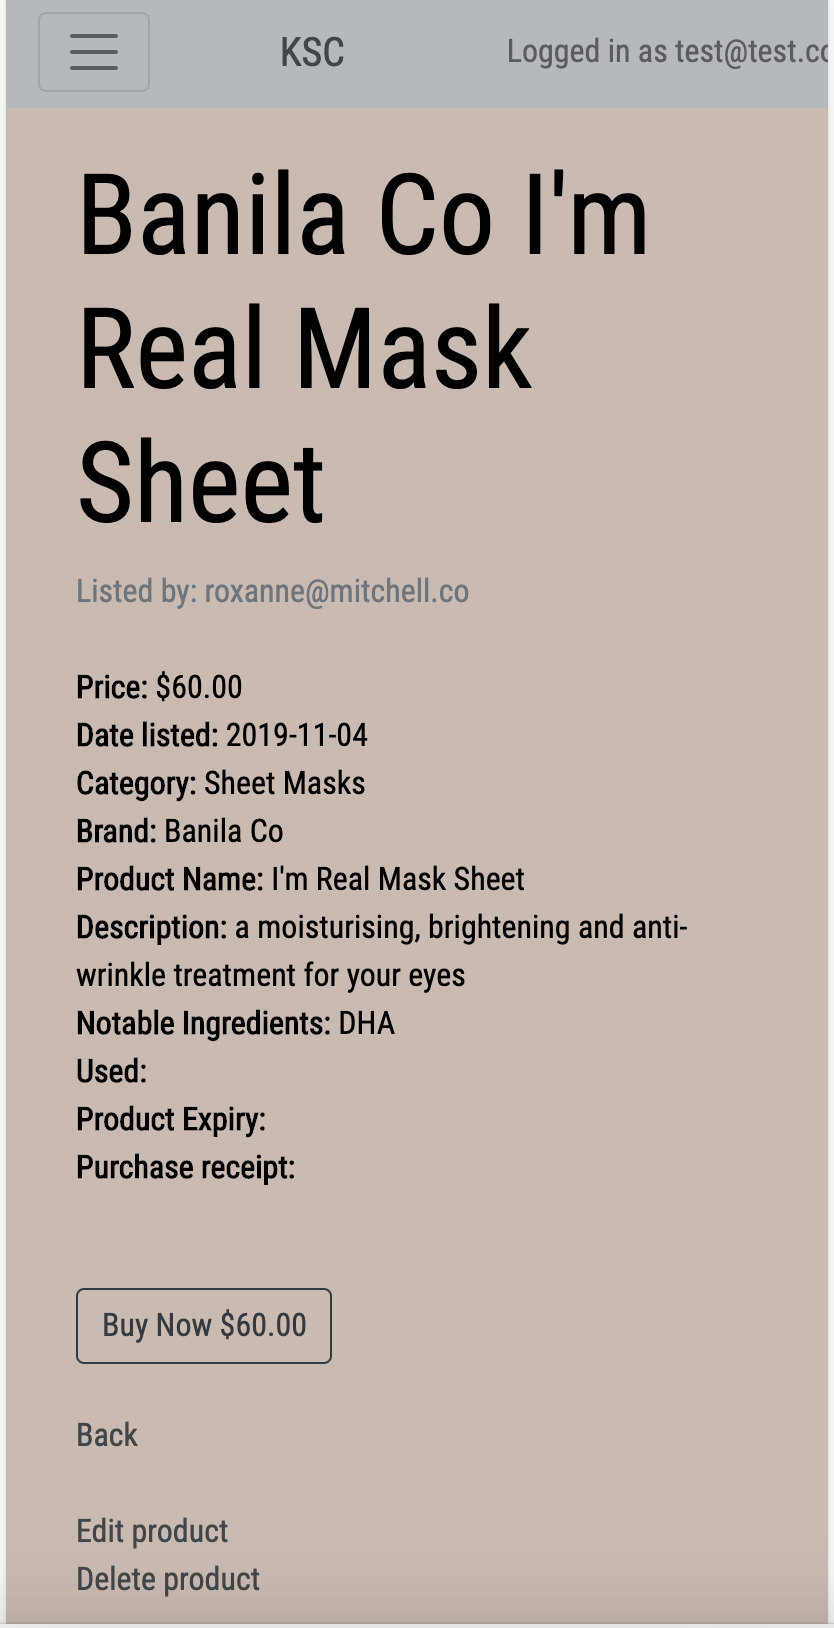 KSC
Logged in as test@test.co
Banila Co I'm
Real Mask
Sheet
Listed by: roxanne@mitchell.co
Price: $60.00
Date listed: 2019-11-04
Category: Sheet Masks
Brand: Banila Co
Product Name: I'm Real Mask Sheet
Description: a moisturising, brightening and anti-
wrinkle treatment for your eyes
Notable Ingredients: DHA
Used:
Product Expiry:
Purchase receipt:
Buy Now $60.00
Back
Edit product
Delete product